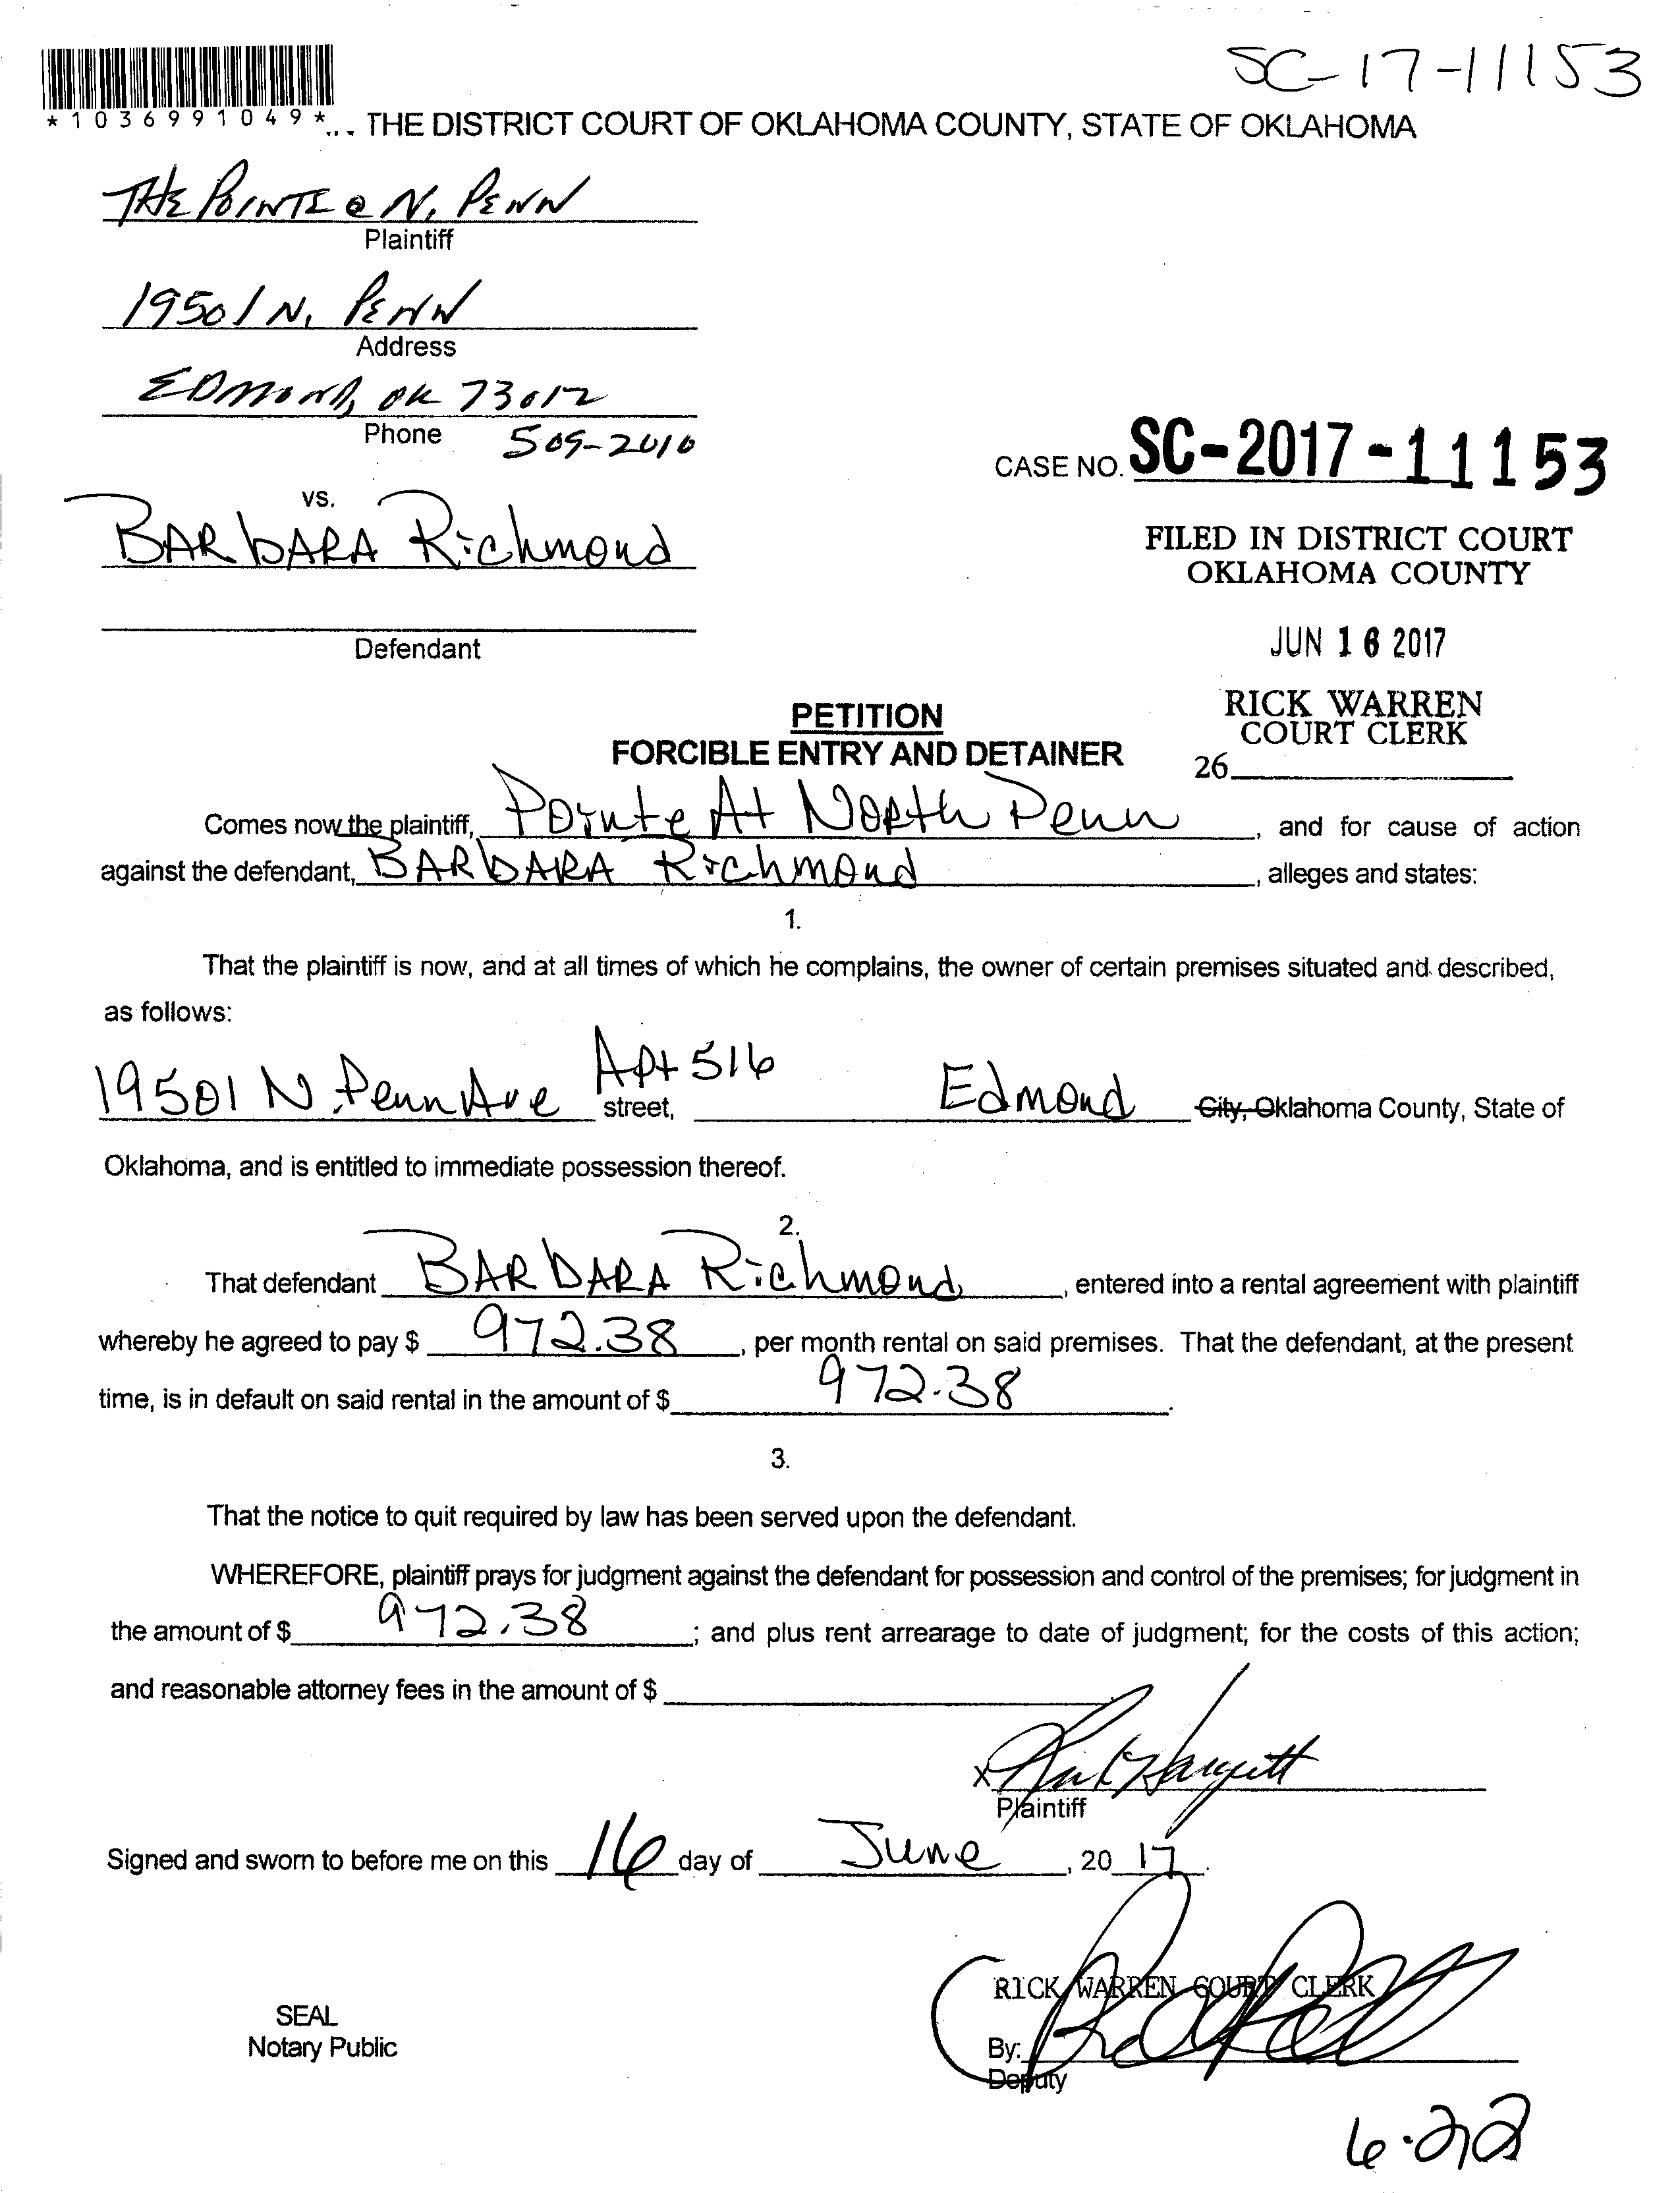 SC-17-11153
*1036991049*
THE DISTRICT COURT OF OKLAHOMA COUNTY, STATE OF OKLAHOMA
THE POINTE @ N. PENN
Plaintiff
19501 N. PENN
Address
EDMOND, OK 73012
Phone 509-2010
CASE NO. SC-2017-11153
vs.
BARbARA Richmond
FILED IN DISTRICT COURT
OKLAHOMA COUNTY
Defendant
JUN 16 2017
RICK WARREN
COURT CLERK
26
PETITION
FORCIBLE ENTRY AND DETAINER
Comes now the plaintiff, Pointe At North Penn, and for cause of action
against the defendant, BARbARA Richmond, alleges and states:
1.
That the plaintiff is now, and at all times of which he complains, the owner of certain premises situated and described,
as follows:
19501 N Penn Ave Apt 516 street, Edmond City, Oklahoma County, State of
Oklahoma, and is entitled to immediate possession thereof.
2.
That defendant BARbARA Richmond, entered into a rental agreement with plaintiff
whereby he agreed to pay $ 972.38, per month rental on said premises. That the defendant, at the present
time, is in default on said rental in the amount of $ 972.38.
3.
That the notice to quit required by law has been served upon the defendant.
WHEREFORE, plaintiff prays for judgment against the defendant for possession and control of the premises; for judgment in
the amount of $ 972.38; and plus rent arrearage to date of judgment; for the costs of this action;
and reasonable attorney fees in the amount of $
x
Plaintiff
Signed and sworn to before me on this 16 day of June, 2017.
RICK WARREN COURT CLERK
SEAL
Notary Public
By:
Deputy
6-22